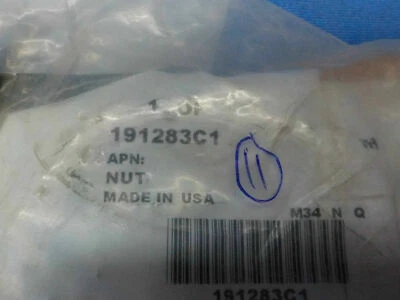 1 OF
191283C1
APN:
NUT
11
MADE IN USA
M34 N Q
191283C1